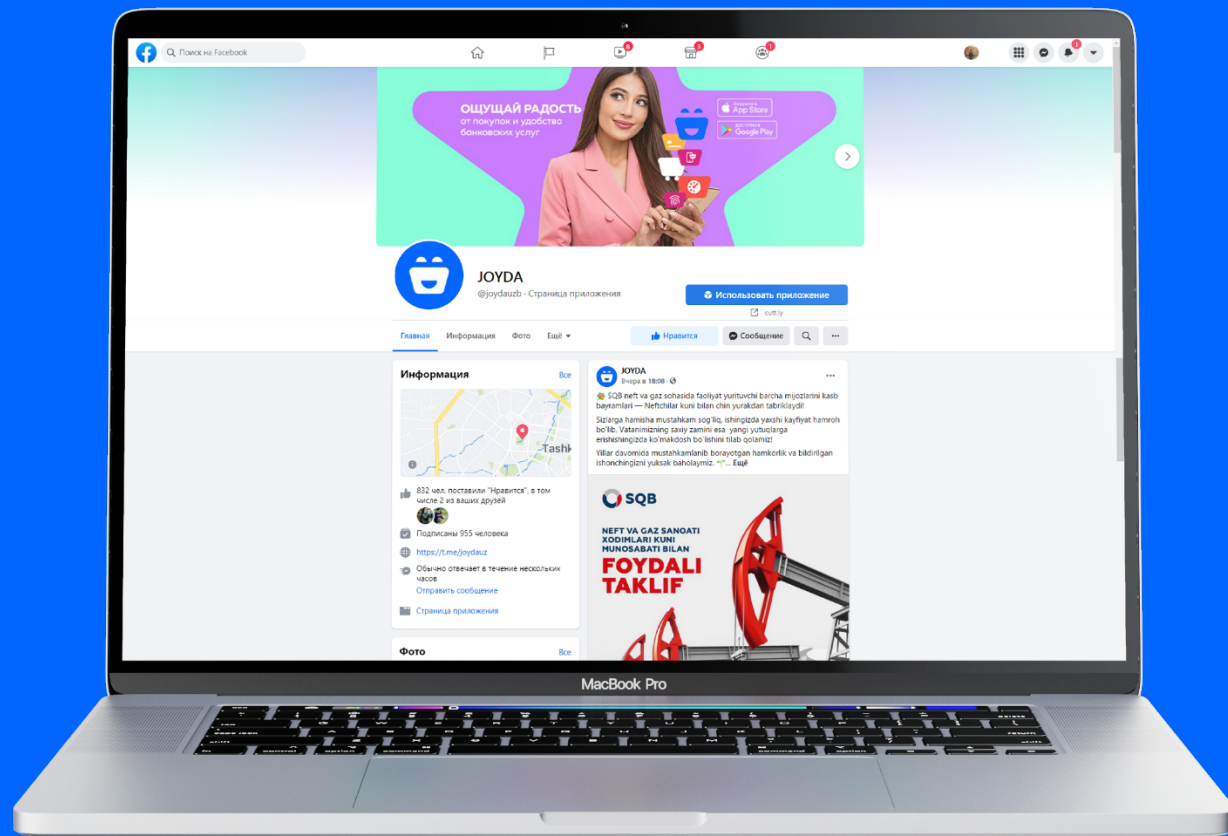 Поиск на Facebook
8
3
1
1
ОЩУЩАЙ РАДОСТЬ
от покупок и удобство
банковских услуг
App Store
Google Play
JOYDA
@joydauzb · Страница приложения
Использовать приложение
cutt.ly
Главная
Информация
Фото
Ещё
Нравится
Сообщение
Информация
Все
Tashk
832 чел. поставили "Нравится", в том
числе 2 из ваших друзей
Подписаны 955 человека
https://t.me/joydauz
Обычно отвечает в течение нескольких
часов
Отправить сообщение
Страница приложения
Фото
Все
JOYDA
Вчера в 18:08
SQB neft va gaz sohasida faoliyat yurituvchi barcha mijozlarini kasb
bayramlari — Neftchilar kuni bilan chin yurakdan tabriklaydi!
Sizlarga hamisha mustahkam sog'liq, ishingizda yaxshi kayfiyat hamroh
bo'lib, Vatanimizning saxiy zamini esa yangi yutuqlarga
erishishingizda ko'makdosh bo'lishini tilab qolamiz!
Yillar davomida mustahkamlanib borayotgan hamkorlik va bildirilgan
ishonchingizni yuksak baholaymiz. ... Ещё
SQB
NEFT VA GAZ SANOATI
XODIMLARI KUNI
MUNOSABATI BILAN
FOYDALI
TAKLIF
MacBook Pro